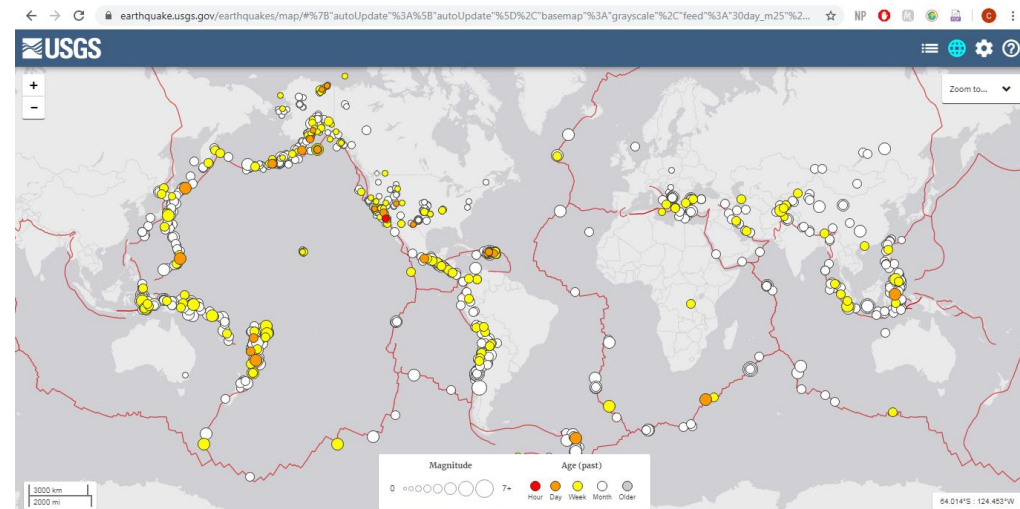 earthquake.usgs.gov/earthquakes/map/#%7B"autoUpdate"%3A%5B"autoUpdate"%5D%2C"basemap"%3A"grayscale"%2C"feed"%3A"30day_m25"%2...
NP
C
USGS
+
−
Zoom to...
Magnitude
Age (past)
0
7+
Hour
Day
Week
Month
Older
3000 km
2000 mi
64.014°S : 124.453°W